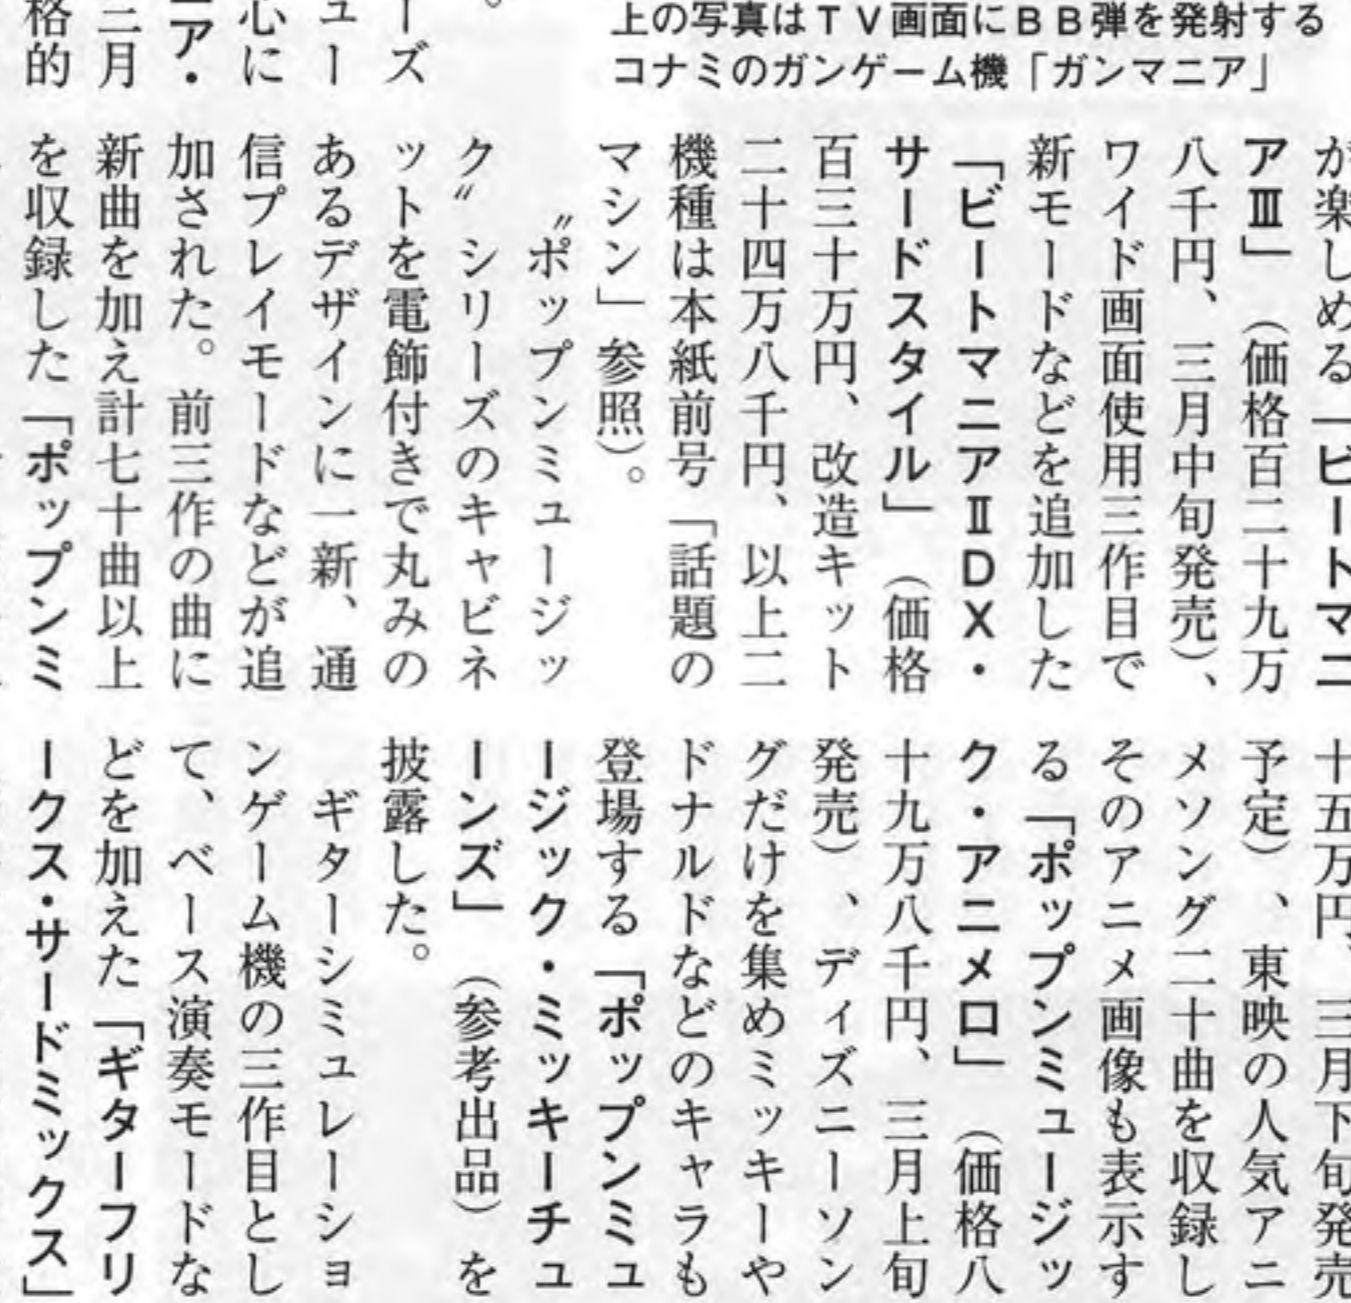 上の写真はTV画面にBB弾を発射する
コナミのガンゲーム機「ガンマニア」
。
ーズ
ュー
心に
ア・
三月
格的
が楽しめる「ビートマニ
アⅢ」（価格百二十九万
八千円、三月中旬発売）、
ワイド画面使用三作目で
新モードなどを追加した
「ビートマニアⅡDX・
サードスタイル」（価格
百三十万円、改造キット
二十四万八千円、以上二
機種は本紙前号「話題の
マシン」参照）。
〝ポップンミュージッ
ク〟シリーズのキャビネ
ットを電飾付きで丸みの
あるデザインに一新、通
信プレイモードなどが追
加された。前三作の曲に
新曲を加え計七十曲以上
を収録した「ポップンミ
十五万円、三月下旬発売
予定）、東映の人気アニ
メソング二十曲を収録し
そのアニメ画像も表示す
る「ポップンミュージッ
ク・アニメロ」（価格八
十九万八千円、三月上旬
発売）、ディズニーソン
グだけを集めミッキーや
ドナルドなどのキャラも
登場する「ポップンミュ
ージック・ミッキーチュ
ーンズ」（参考出品）を
披露した。
ギターシミュレーショ
ンゲーム機の三作目とし
て、ベース演奏モードな
どを加えた「ギターフリ
ークス・サードミックス」